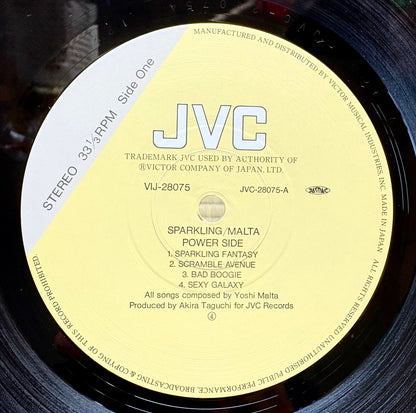 MANUFACTURED AND DISTRIBUTED BY VICTOR MUSICAL INDUSTRIES, INC. MADE IN JAPAN
STEREO 33 1/3 RPM Side One
JVC
TRADEMARK JVC USED BY AUTHORITY OF
®VICTOR COMPANY OF JAPAN, LTD.
VIJ-28075
JVC-28075-A
SPARKLING/MALTA
POWER SIDE
1. SPARKLING FANTASY
2. SCRAMBLE AVENUE
3. BAD BOOGIE
4. SEXY GALAXY
All songs composed by Yoshi Malta
Produced by Akira Taguchi for JVC Records
4
ALL RIGHTS RESERVED. UNAUTHORISED PUBLIC PERFORMANCE, BROADCASTING & COPYING OF THIS RECORD PROHIBITED.